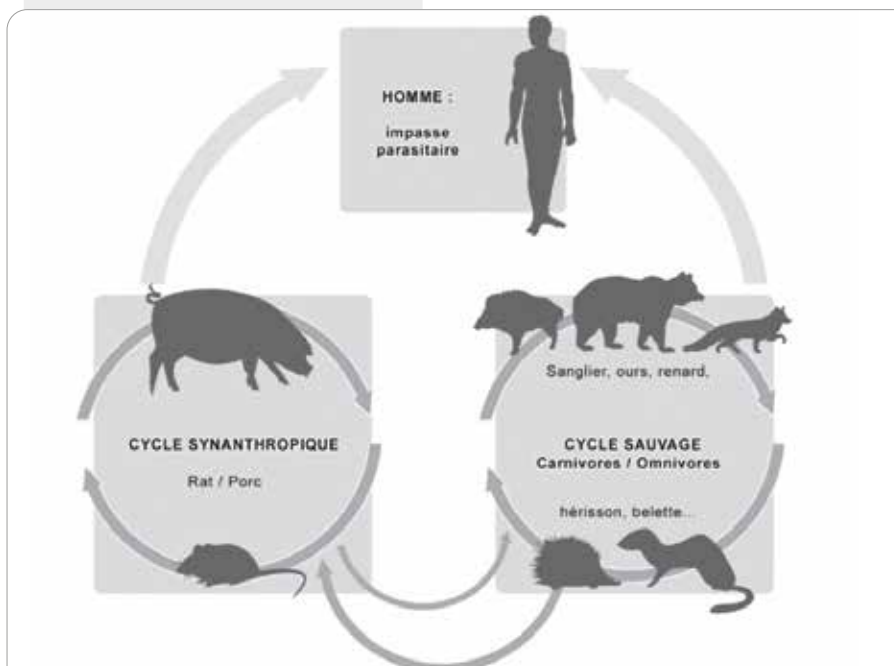 HOMME :
impasse
parasitaire
Sanglier, ours, renard,
CYCLE SYNANTHROPIQUE
Rat / Porc
CYCLE SAUVAGE
Carnivores / Omnivores
hérisson, belette...